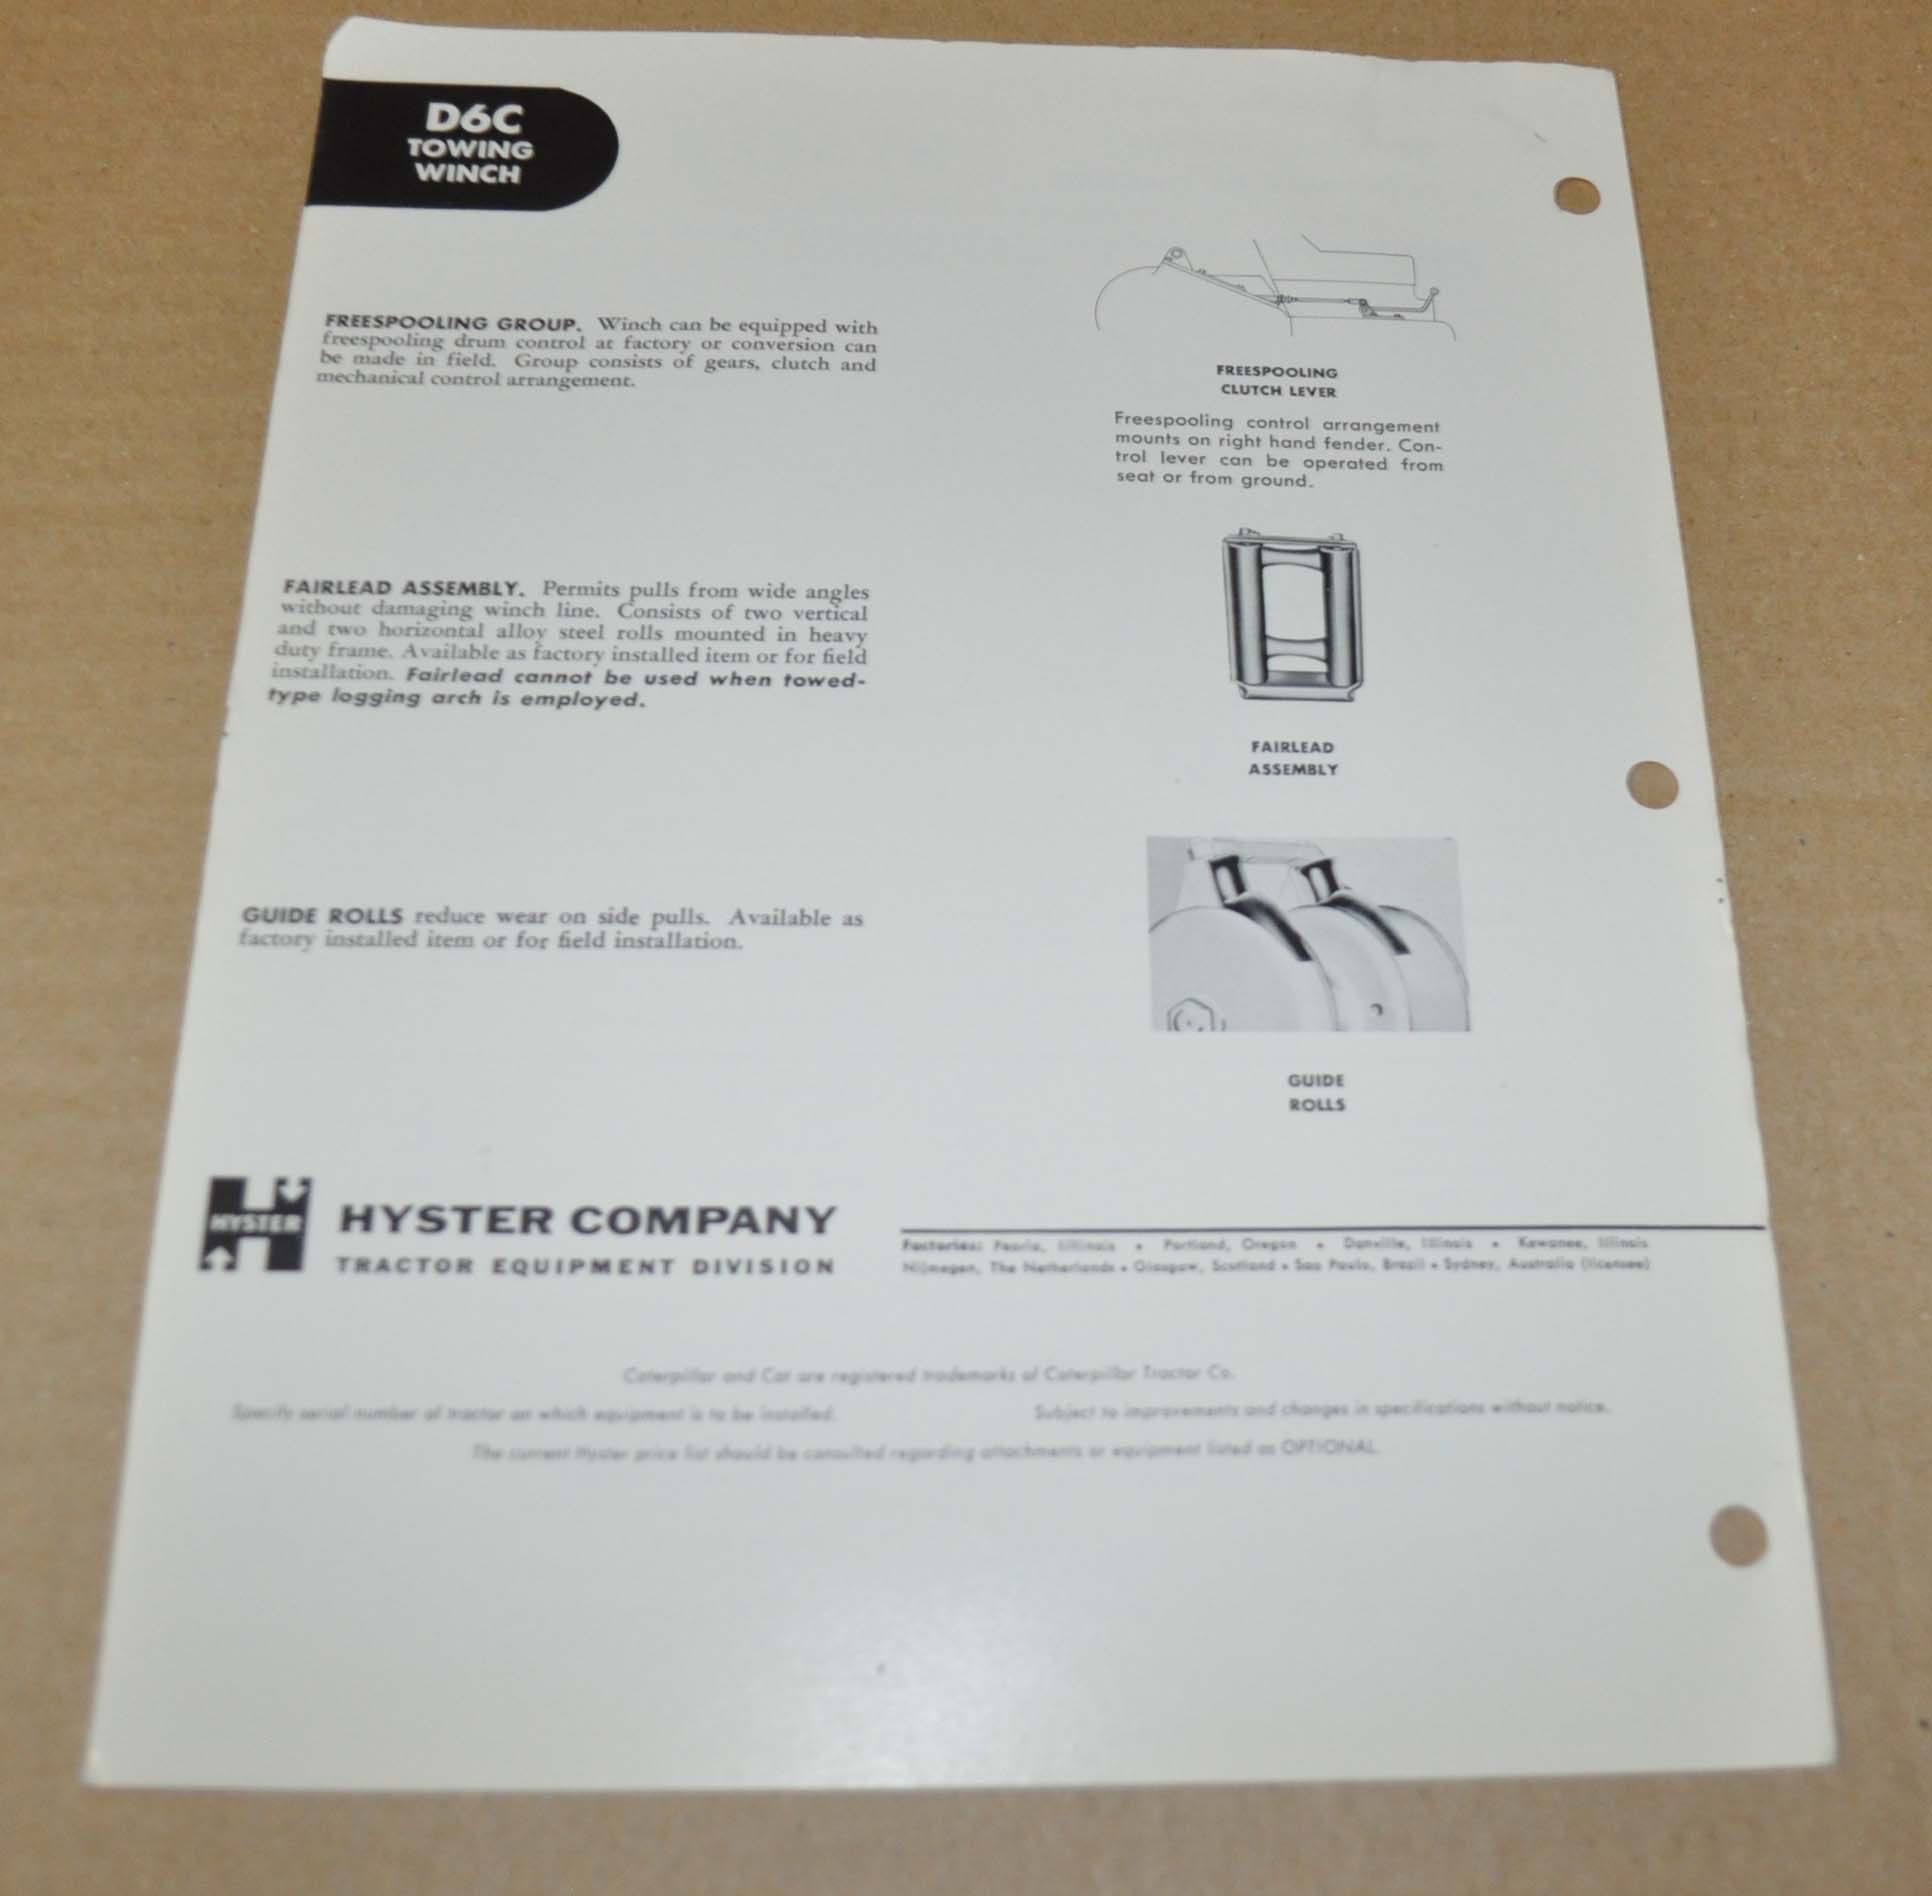 D6C
TOWING
WINCH
FREESPOOLING GROUP. Winch can be equipped with
freespooling drum control at factory or conversion can
be made in field. Group consists of gears, clutch and
mechanical control arrangement.
FREESPOOLING
CLUTCH LEVER
Freespooling control arrangement
mounts on right hand fender. Con-
trol lever can be operated from
seat or from ground.
FAIRLEAD ASSEMBLY. Permits pulls from wide angles
without damaging winch line. Consists of two vertical
and two horizontal alloy steel rolls mounted in heavy
duty frame. Available as factory installed item or for field
installation. Fairlead cannot be used when towed-
type logging arch is employed.
FAIRLEAD
ASSEMBLY
GUIDE ROLLS reduce wear on side pulls. Available as
factory installed item or for field installation.
GUIDE
ROLLS
HYSTER
HYSTER COMPANY
TRACTOR EQUIPMENT DIVISION
Factories: Peoria, Illinois • Portland, Oregon • Danville, Illinois • Kewanee, Illinois
Nijmegen, The Netherlands • Glasgow, Scotland • Sao Paulo, Brazil • Sydney, Australia (licensee)
Caterpillar and Cat are registered trademarks of Caterpillar Tractor Co.
Specify serial number of tractor on which equipment is to be installed.
Subject to improvements and changes in specifications without notice.
The current Hyster price list should be consulted regarding attachments or equipment listed as OPTIONAL.